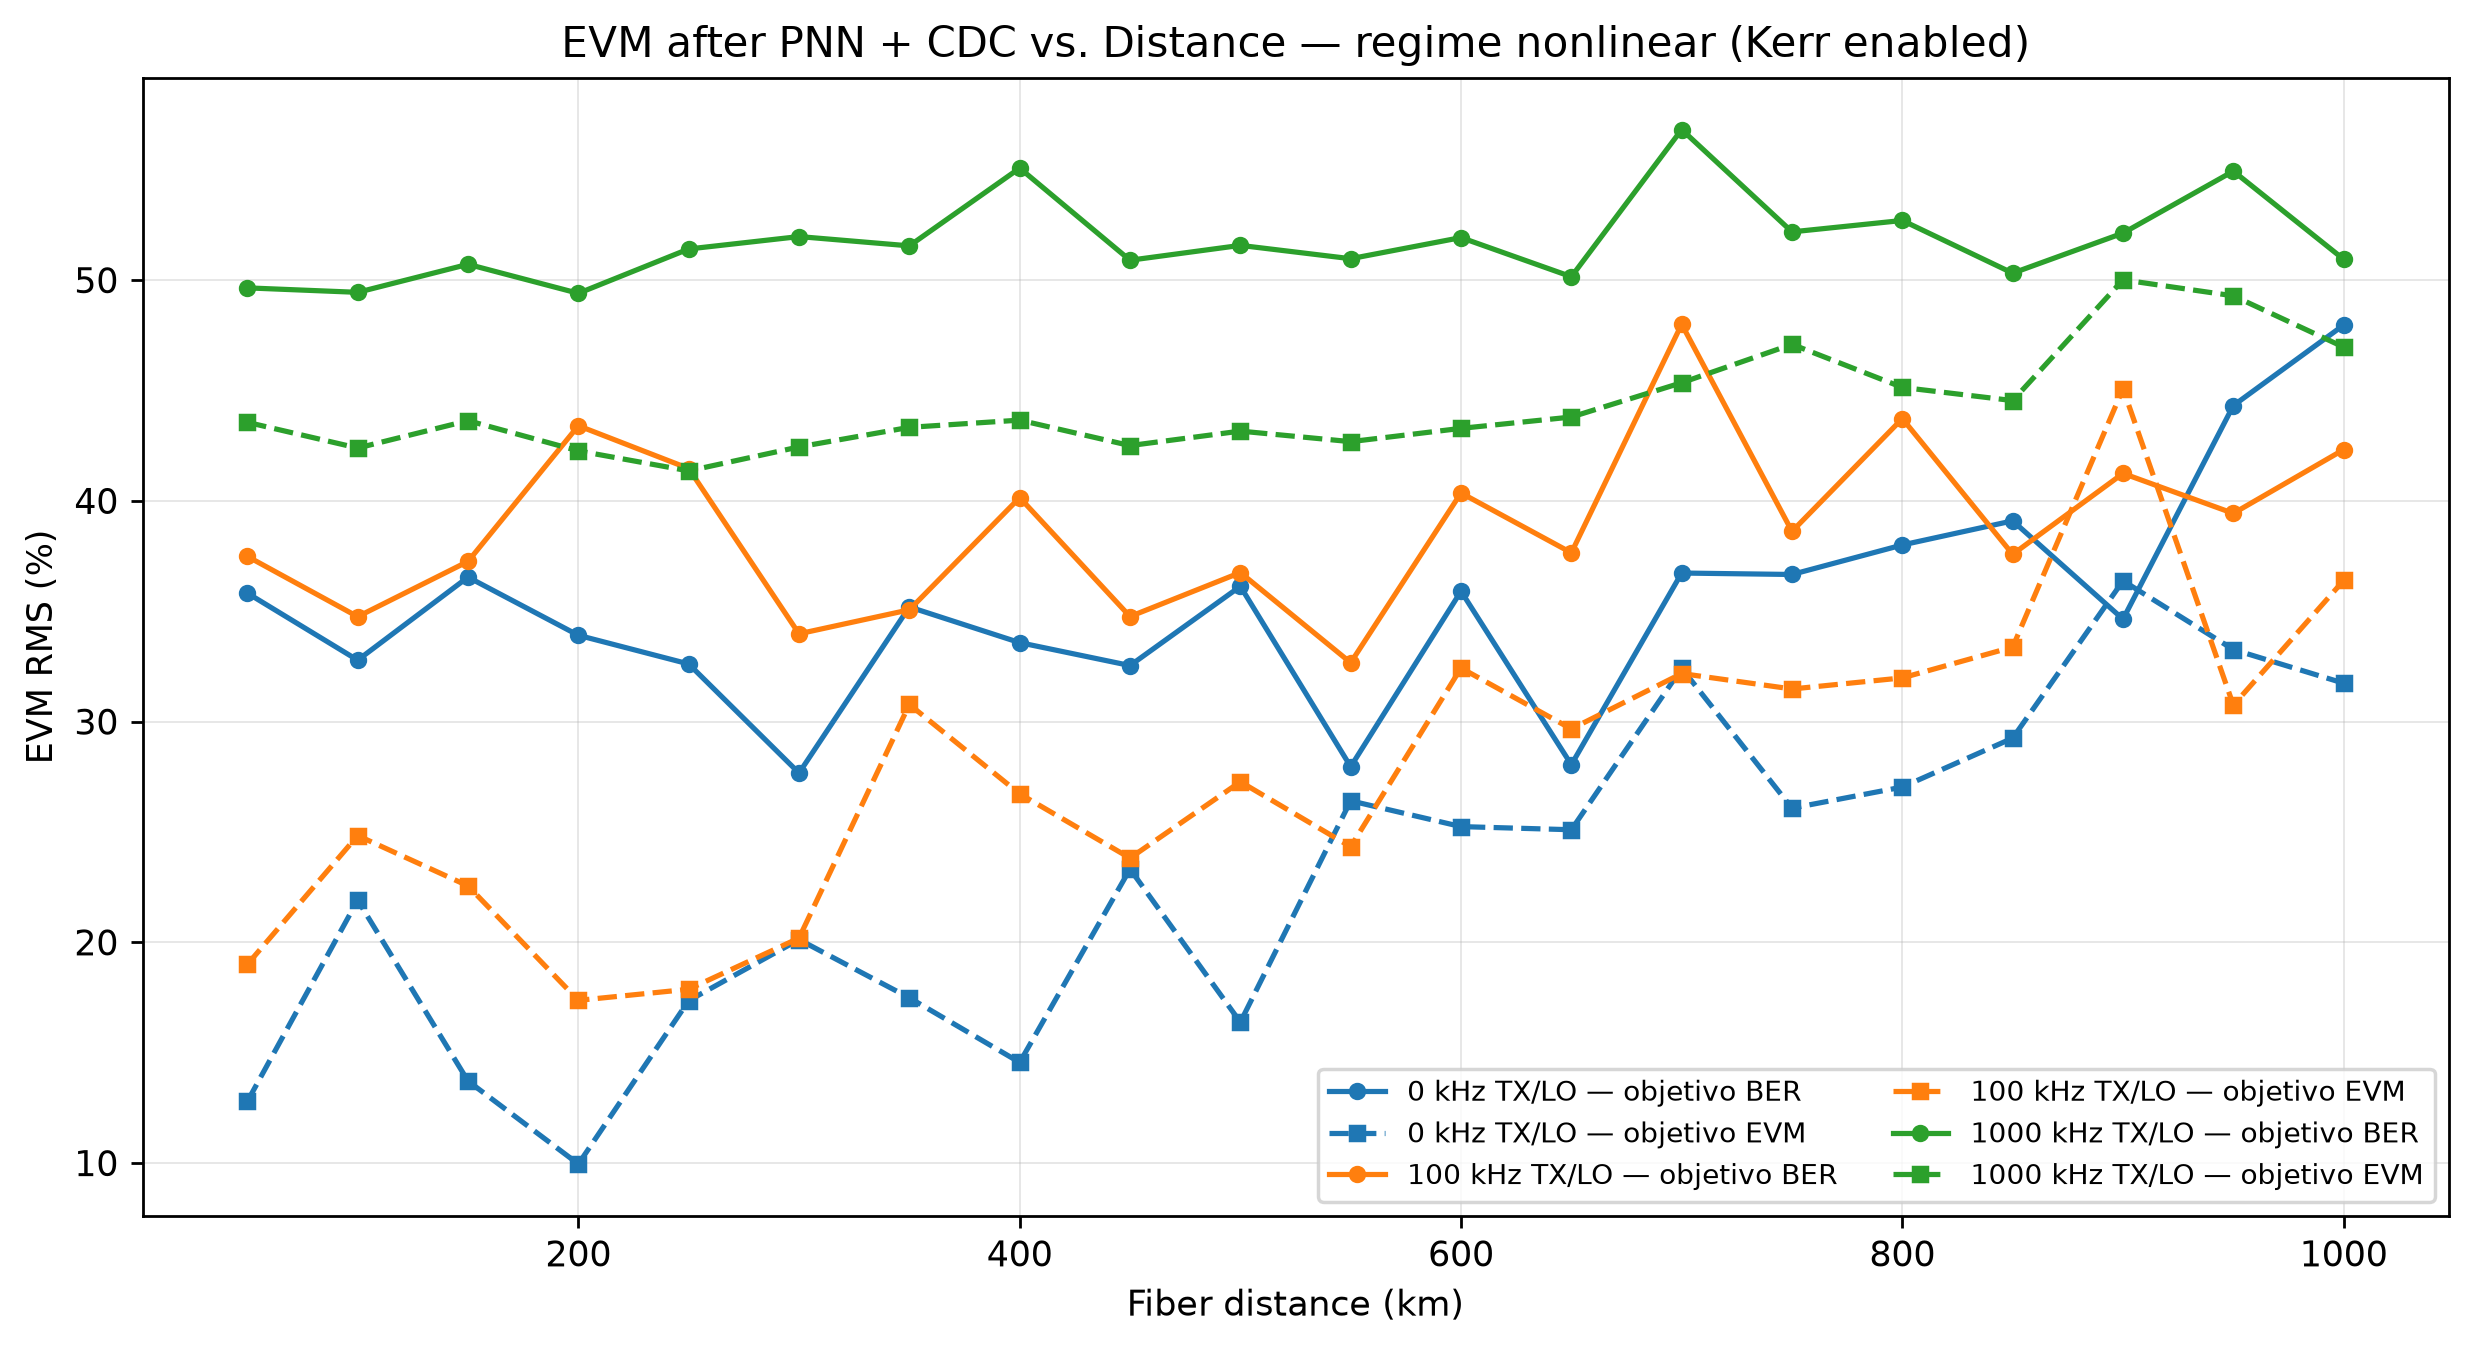 EVM after PNN + CDC vs. Distance — regime nonlinear (Kerr enabled)
EVM RMS (%)
50
40
30
20
10
200
400
600
800
1000
Fiber distance (km)
0 kHz TX/LO — objetivo BER
0 kHz TX/LO — objetivo EVM
100 kHz TX/LO — objetivo BER
100 kHz TX/LO — objetivo EVM
1000 kHz TX/LO — objetivo BER
1000 kHz TX/LO — objetivo EVM